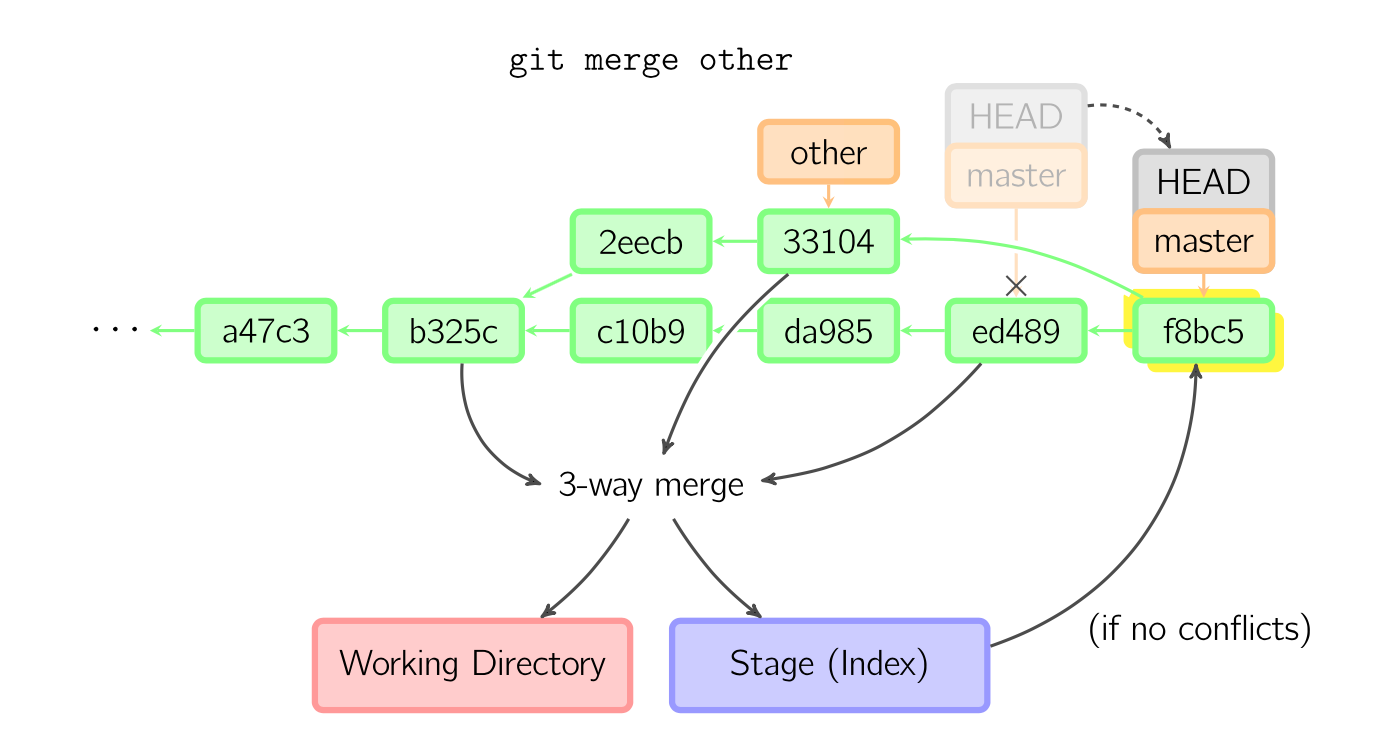 git merge other
HEAD
other
master
HEAD
2eecb
33104
master
...
a47c3
b325c
c10b9
da985
ed489
f8bc5
3-way merge
(if no conflicts)
Working Directory
Stage (Index)